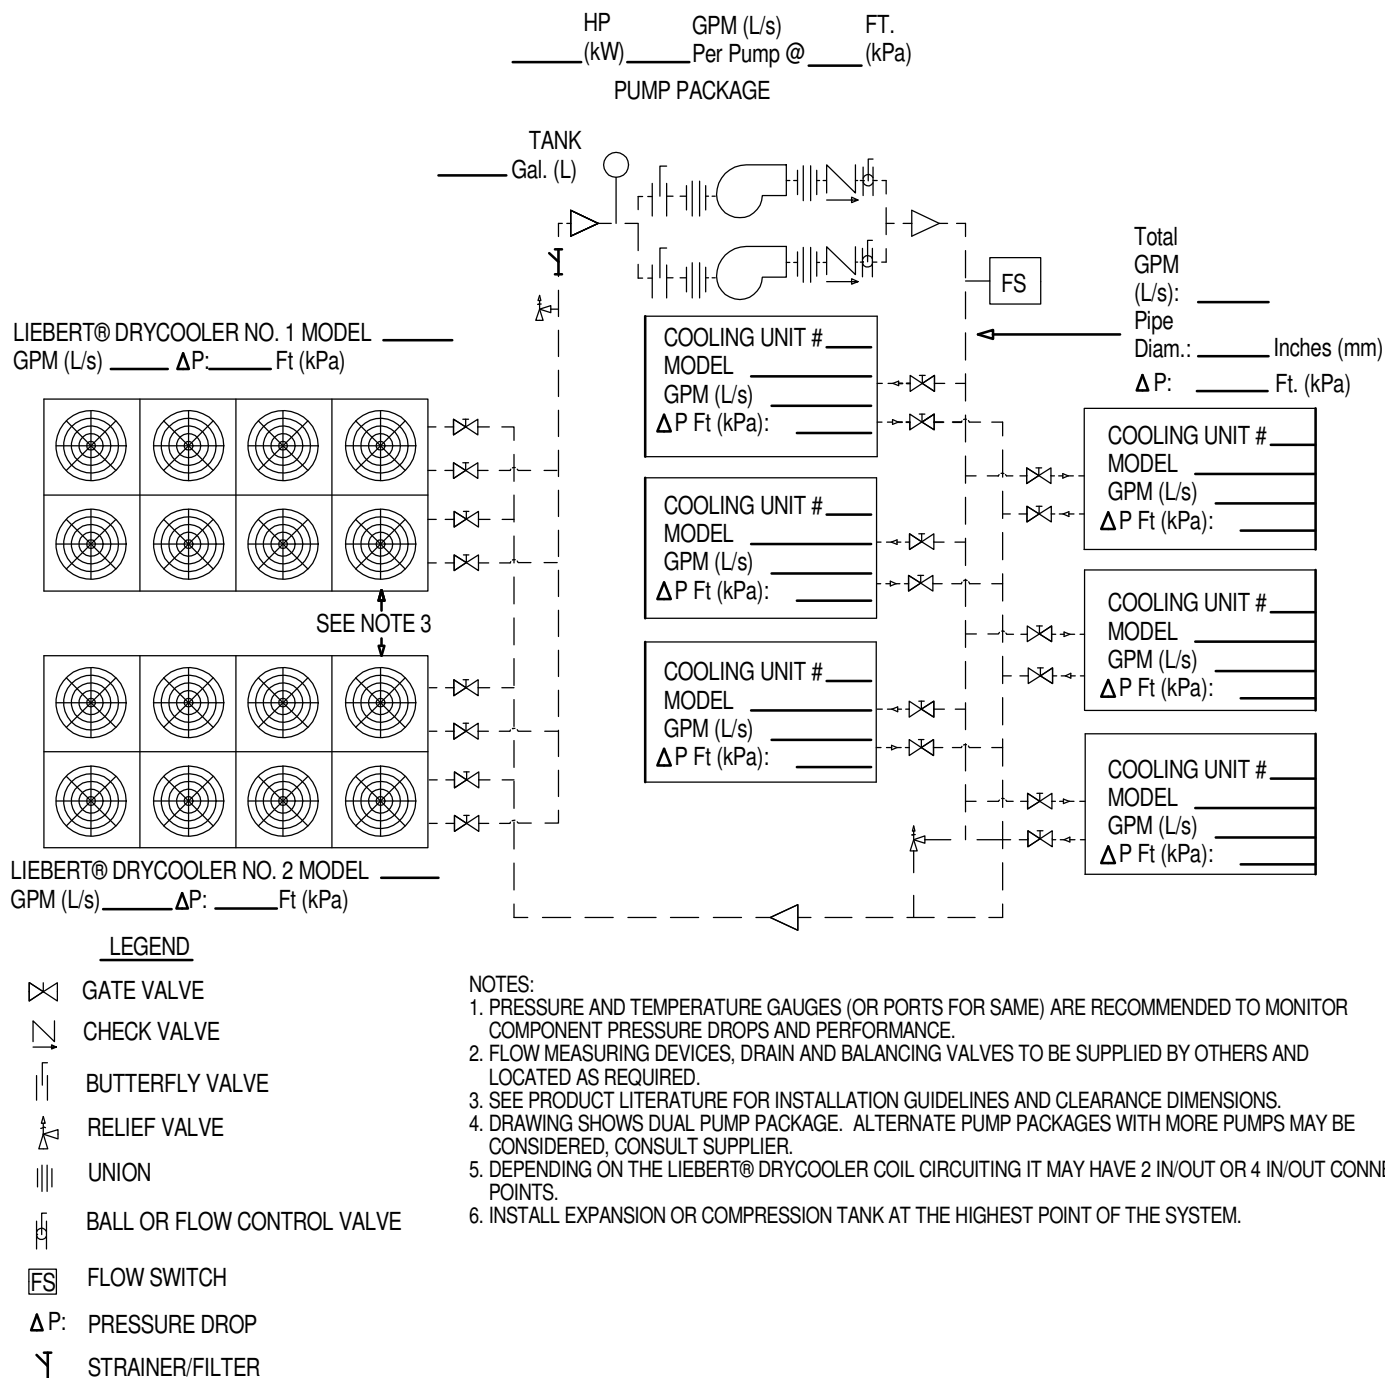 HP GPM (L/s) FT.
(kW) Per Pump @ (kPa)
PUMP PACKAGE
TANK
Gal. (L)
Total
GPM
(L/s):
Pipe
Diam.: Inches (mm)
Δ P: Ft. (kPa)
FS
LIEBERT® DRYCOOLER NO. 1 MODEL
GPM (L/s) ΔP: Ft (kPa)
COOLING UNIT #
MODEL
GPM (L/s)
ΔP Ft (kPa):
COOLING UNIT #
MODEL
GPM (L/s)
ΔP Ft (kPa):
COOLING UNIT #
MODEL
GPM (L/s)
ΔP Ft (kPa):
COOLING UNIT #
MODEL
GPM (L/s)
ΔP Ft (kPa):
COOLING UNIT #
MODEL
GPM (L/s)
ΔP Ft (kPa):
COOLING UNIT #
MODEL
GPM (L/s)
ΔP Ft (kPa):
SEE NOTE 3
LIEBERT® DRYCOOLER NO. 2 MODEL
GPM (L/s) ΔP: Ft (kPa)
LEGEND
GATE VALVE
CHECK VALVE
BUTTERFLY VALVE
RELIEF VALVE
UNION
BALL OR FLOW CONTROL VALVE
FS FLOW SWITCH
Δ P: PRESSURE DROP
STRAINER/FILTER
NOTES:
1. PRESSURE AND TEMPERATURE GAUGES (OR PORTS FOR SAME) ARE RECOMMENDED TO MONITOR
COMPONENT PRESSURE DROPS AND PERFORMANCE.
2. FLOW MEASURING DEVICES, DRAIN AND BALANCING VALVES TO BE SUPPLIED BY OTHERS AND
LOCATED AS REQUIRED.
3. SEE PRODUCT LITERATURE FOR INSTALLATION GUIDELINES AND CLEARANCE DIMENSIONS.
4. DRAWING SHOWS DUAL PUMP PACKAGE. ALTERNATE PUMP PACKAGES WITH MORE PUMPS MAY BE
CONSIDERED, CONSULT SUPPLIER.
5. DEPENDING ON THE LIEBERT® DRYCOOLER COIL CIRCUITING IT MAY HAVE 2 IN/OUT OR 4 IN/OUT
POINTS.
6. INSTALL EXPANSION OR COMPRESSION TANK AT THE HIGHEST POINT OF THE SYSTEM.